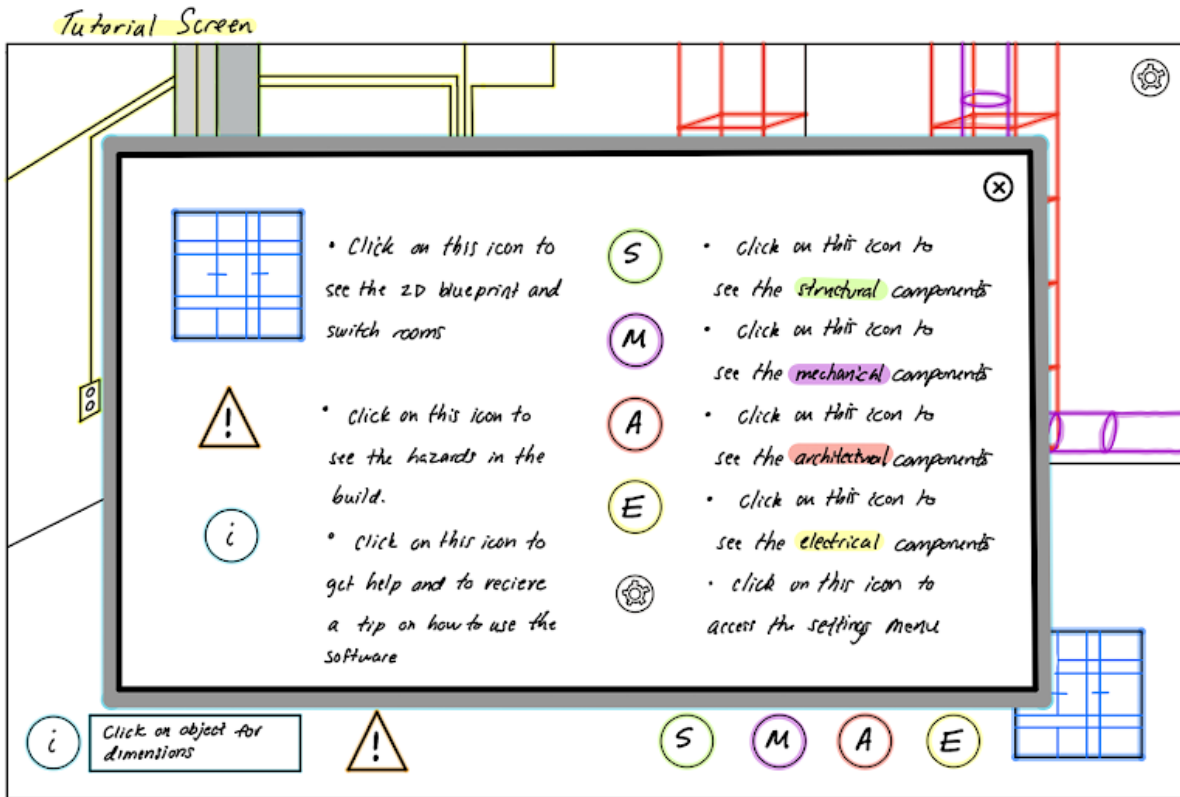 Tutorial Screen
• Click on this icon to
see the 2D blueprint and
switch rooms
!
• Click on this icon to
see the hazards in the
build.
i
• Click on this icon to
get help and to recieve
a tip on how to use the
software
S
• Click on this icon to
see the structural components
M
• Click on this icon to
see the mechanical components
A
• Click on this icon to
see the architectural components
E
• Click on this icon to
see the electrical components
• Click on this icon to
access the settings menu
i
Click on object for
dimensions
!
S M A E